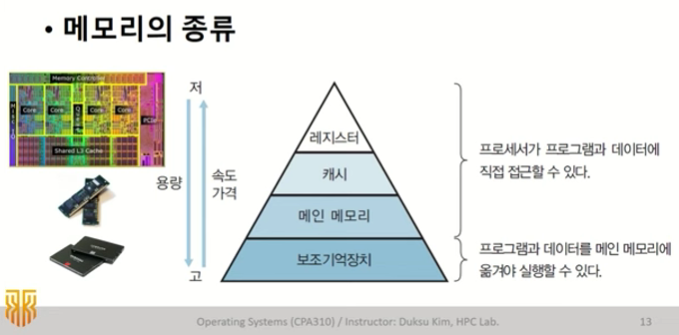 • 메모리의 종류
Memory Controller
Core
Core
Core
Core
Shared L3 Cache
저
용량
속도
가격
고
레지스터
캐시
메인 메모리
보조기억장치
프로세서가 프로그램과 데이터에
직접 접근할 수 있다.
프로그램과 데이터를 메인 메모리에
옮겨야 실행할 수 있다.
Operating Systems (CPA310) / Instructor: Duksu Kim, HPC Lab.
13